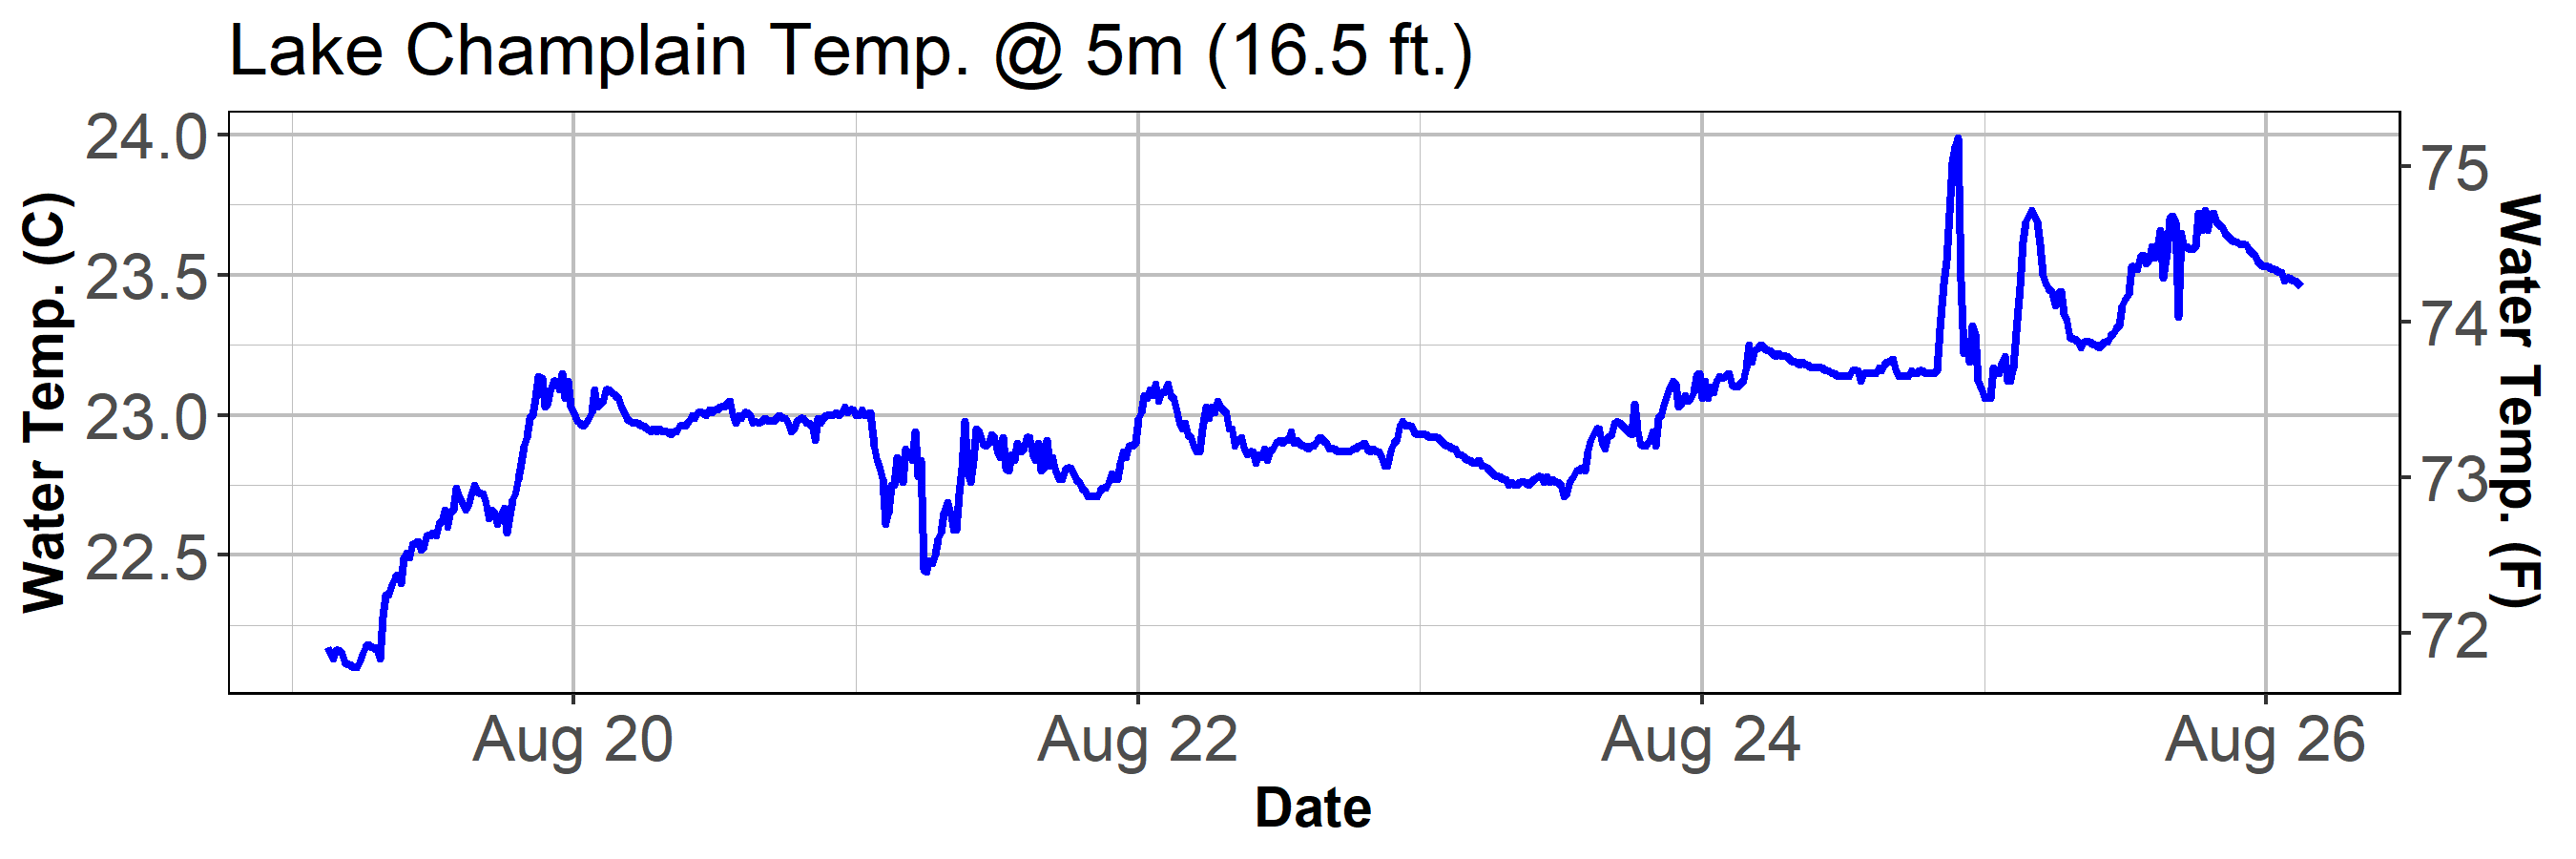 Lake Champlain Temp. @ 5m (16.5 ft.)
Water Temp. (C)
24.0
23.5
23.0
22.5
75
74
73
72
Water Temp. (F)
Aug 20 Aug 22 Aug 24 Aug 26
Date